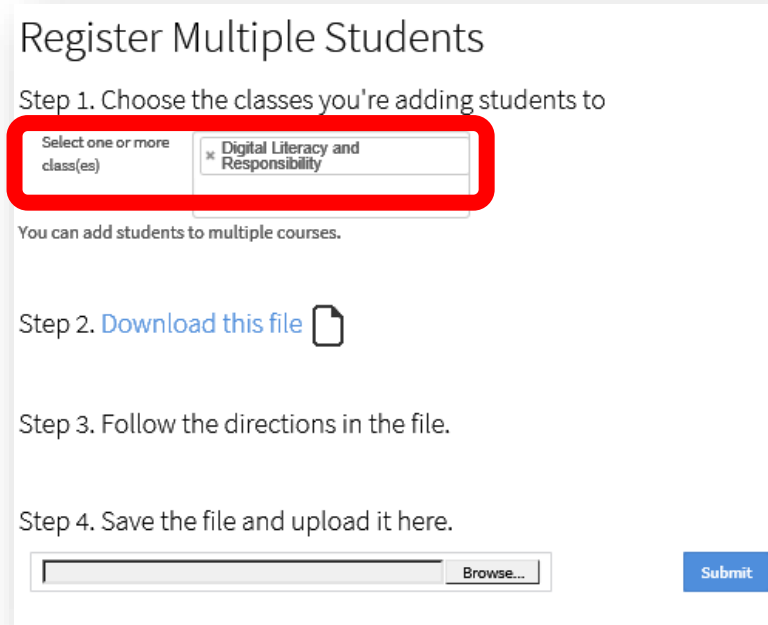 Register Multiple Students
Step 1. Choose the classes you're adding students to
Select one or more
class(es)
× Digital Literacy and
Responsibility
You can add students to multiple courses.
Step 2. Download this file
Step 3. Follow the directions in the file.
Step 4. Save the file and upload it here.
Browse...
Submit